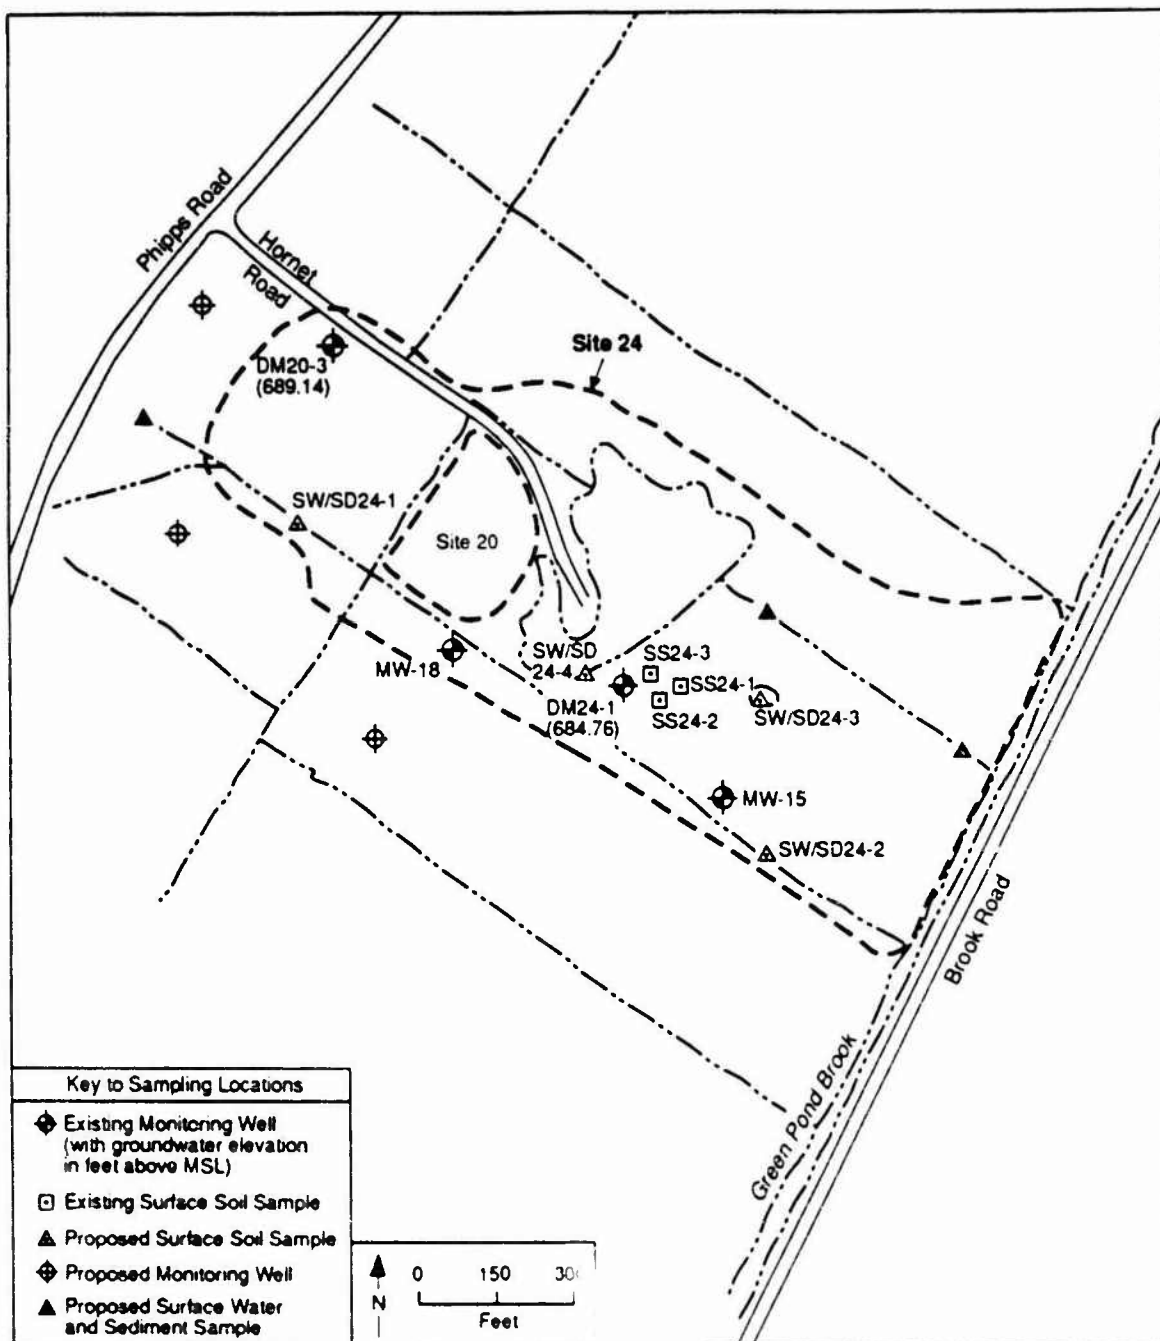 Phipps Road
Hornet
Road
Site 24
DM20-3
(689.14)
SW/SD24-1
Site 20
MW-18
SW/SD
24-4
SS24-3
SS24-1
SS24-2
DM24-1
(684.76)
SW/SD24-3
MW-15
SW/SD24-2
Brook Road
Green Pond Brook
Key to Sampling Locations
Existing Monitoring Well
(with groundwater elevation
in feet above MSL)
Existing Surface Soil Sample
Proposed Surface Soil Sample
Proposed Monitoring Well
Proposed Surface Water
and Sediment Sample
N
0 150
Feet